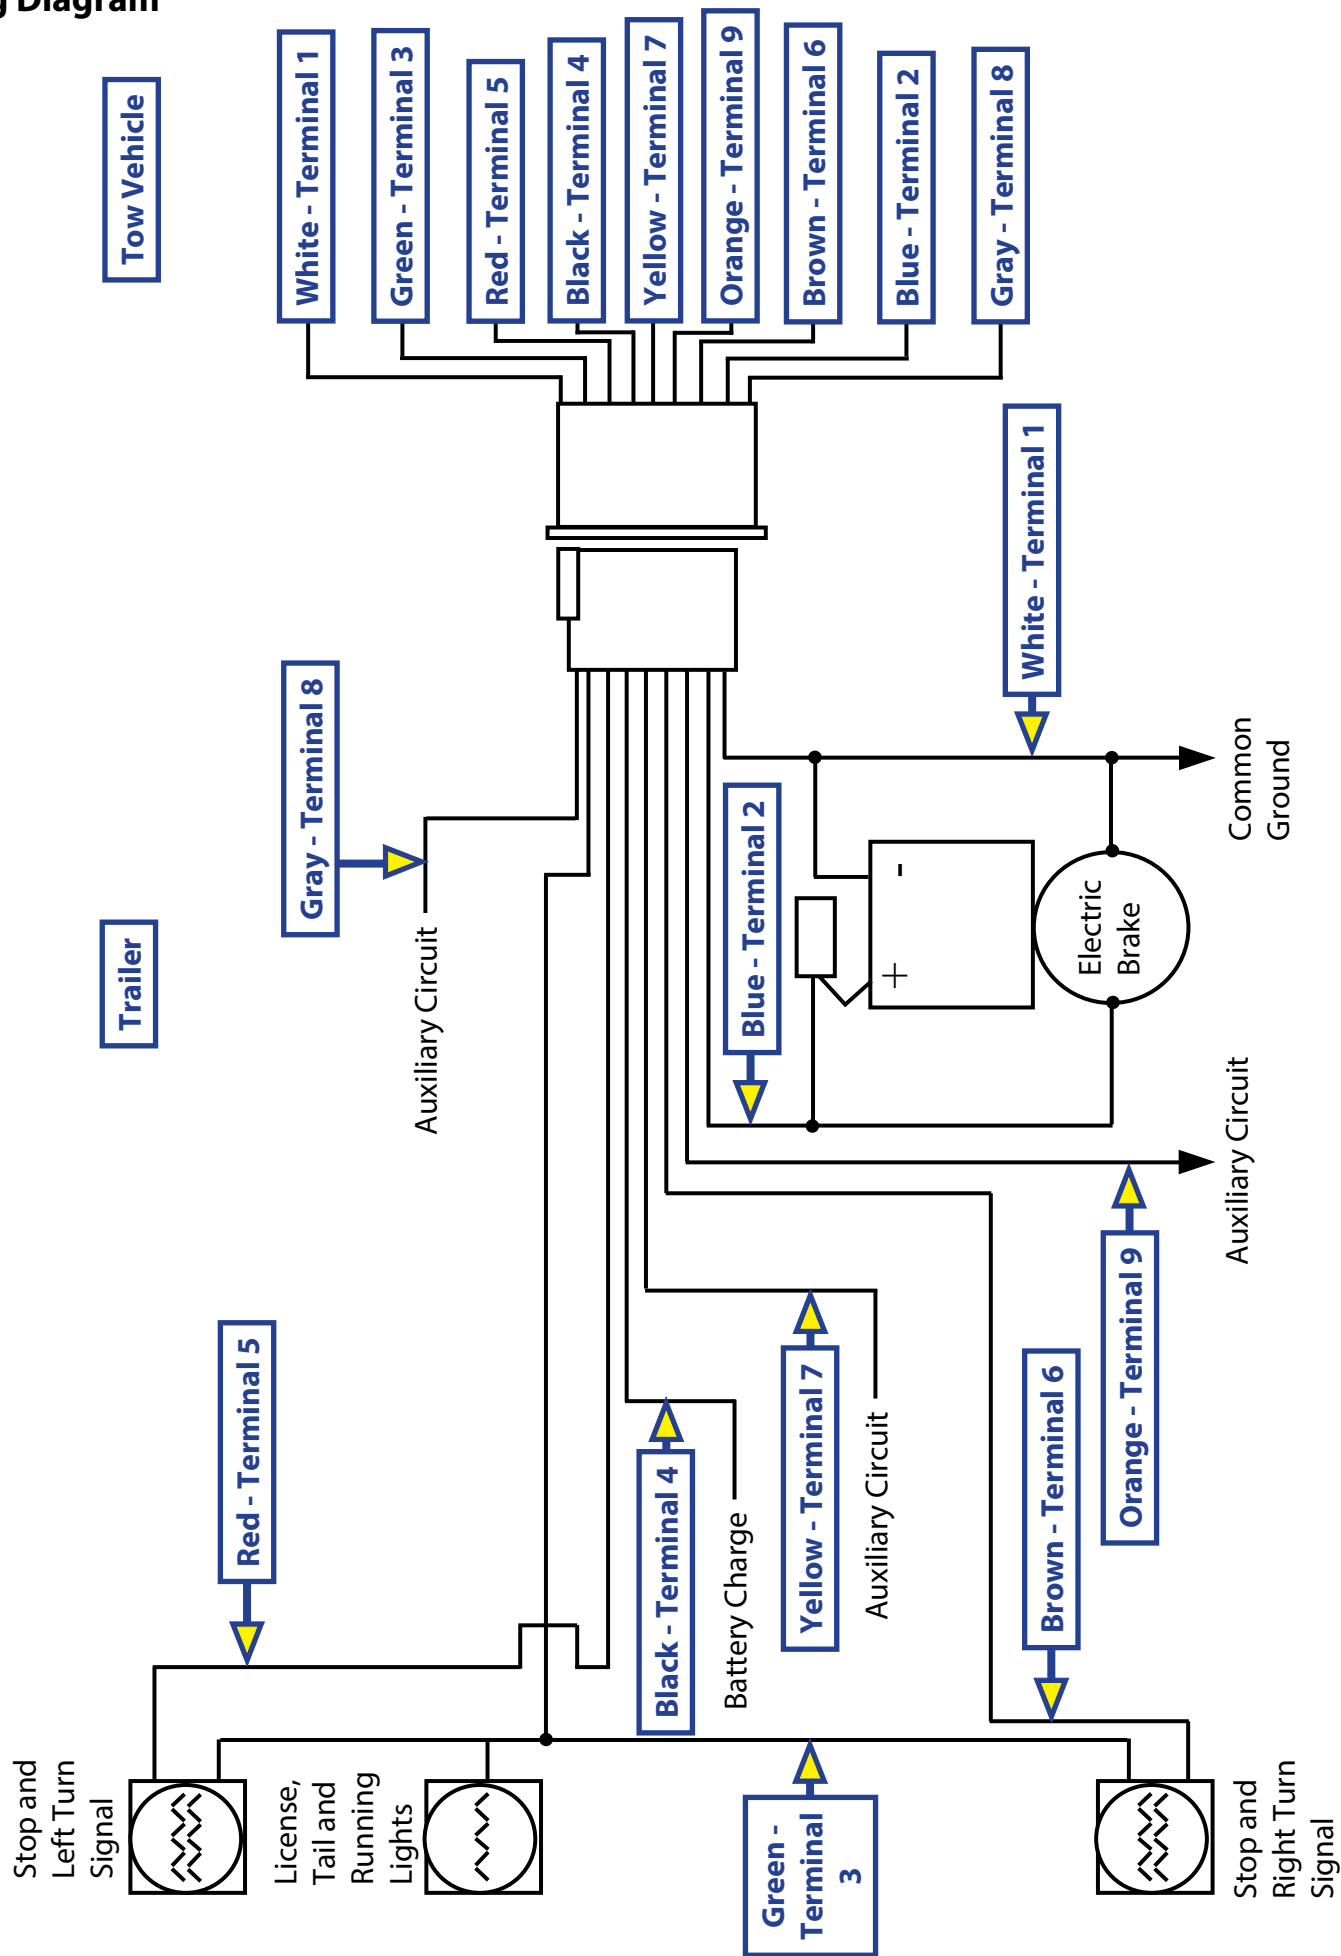 g Diagram
Tow Vehicle
White - Terminal 1
Green - Terminal 3
Red - Terminal 5
Black - Terminal 4
Yellow - Terminal 7
Orange - Terminal 9
Brown - Terminal 6
Blue - Terminal 2
Gray - Terminal 8
Trailer
Gray - Terminal 8
Auxiliary Circuit
White - Terminal 1
Common
Ground
Blue - Terminal 2
+
-
Electric
Brake
Auxiliary Circuit
Orange - Terminal 9
Red - Terminal 5
Black - Terminal 4
Battery Charge
Yellow - Terminal 7
Auxiliary Circuit
Brown - Terminal 6
Stop and
Left Turn
Signal
License,
Tail and
Running
Lights
Green -
Terminal
3
Stop and
Right Turn
Signal